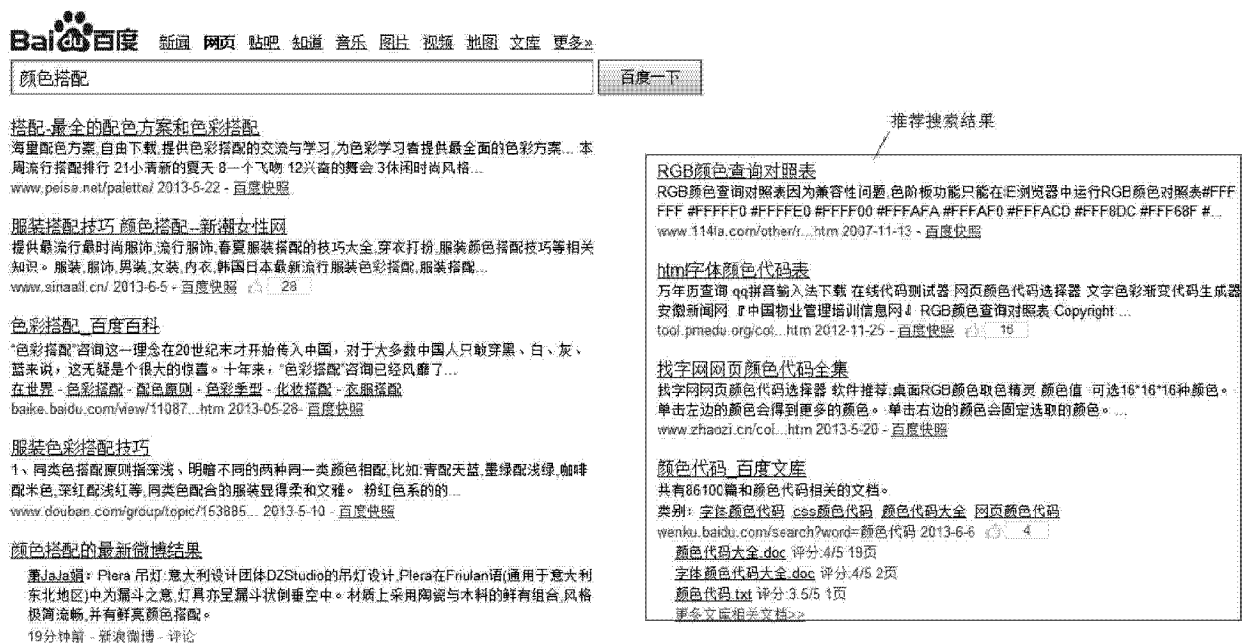 Baidu百度 新闻 网页 贴吧 知道 音乐 图片 视频 地图 文库 更多»
颜色搭配 百度一下
搭配-最全的配色方案和色彩搭配
海量配色方案,自由下载,提供色彩搭配的交流与学习,为色彩学习者提供最全面的色彩方案... 本
周流行搭配排行 21小清新的夏天 8一个飞吻 12兴奋的舞会 3休闲时尚风格...
www.peise.net/palette/ 2013-5-22 - 百度快照
服装搭配技巧 颜色搭配--新潮女性网
提供最流行最时尚服饰,流行服饰,春夏服装搭配的技巧大全,穿衣打扮,服装颜色搭配技巧等相关
知识。服装,服饰,男装,女装,内衣,韩国日本最新流行服装色彩搭配,服装搭配...
www.sinaall.cn/ 2013-6-5 - 百度快照 28
色彩搭配_百度百科
“色彩搭配”咨询这一理念在20世纪末才开始传入中国，对于大多数中国人只敢穿黑、白、灰、
蓝来说，这无疑是个很大的惊喜。十年来，“色彩搭配”咨询已经风靡了...
在世界 - 色彩搭配 - 配色原则 - 色彩季型 - 化妆搭配 - 衣服搭配
baike.baidu.com/view/11087...htm 2013-05-28- 百度快照
服装色彩搭配技巧
1、同类色搭配原则指深浅、明暗不同的两种同一类颜色相配,比如:青配天蓝,墨绿配浅绿,咖啡
配米色,深红配浅红等,同类色配合的服装显得柔和文雅。 粉红色系的的...
www.douban.com/group/topic/153885... 2013-5-10 - 百度快照
颜色搭配的最新微博结果
萧JaJa娟：Plera 吊灯:意大利设计团体DZStudio的吊灯设计,Plera在Friulan语(通用于意大利
东北地区)中为漏斗之意,灯具亦呈漏斗状倒垂空中。材质上采用陶瓷与木料的鲜有组合,风格
极简流畅,并有鲜亮颜色搭配。
19分钟前 - 新浪微博 - 评论
推荐搜索结果
RGB颜色查询对照表
RGB颜色查询对照表因为兼容性问题,色阶板功能只能在IE浏览器中运行RGB颜色对照表#FFF
FFF #FFFFF0 #FFFFE0 #FFFF00 #FFFAFA #FFFAF0 #FFFACD #FFF8DC #FFF68F #...
www.114la.com/other/r...htm 2007-11-13 - 百度快照
html字体颜色代码表
万年历查询 qq拼音输入法下载 在线代码测试器 网页颜色代码选择器 文字色彩渐变代码生成器
安徽新闻网 『中国物业管理培训信息网』 RGB颜色查询对照表 Copyright ...
tool.pmedu.org/col...htm 2012-11-25 - 百度快照 16
找字网网页颜色代码全集
找字网网页颜色代码选择器 软件推荐:桌面RGB颜色取色精灵 颜色值 可选16*16*16种颜色。
单击左边的颜色会得到更多的颜色。 单击右边的颜色会固定选取的颜色。...
www.zhaozi.cn/col...htm 2013-5-20 - 百度快照
颜色代码_百度文库
共有86100篇和颜色代码相关的文档。
类别：字体颜色代码 css颜色代码 颜色代码大全 网页颜色代码
wenku.baidu.com/search?word=颜色代码 2013-6-6 4
颜色代码大全.doc 评分:4/5 19页
字体颜色代码大全.doc 评分:4/5 2页
颜色代码.txt 评分:3.5/5 1页
更多文库相关文档>>